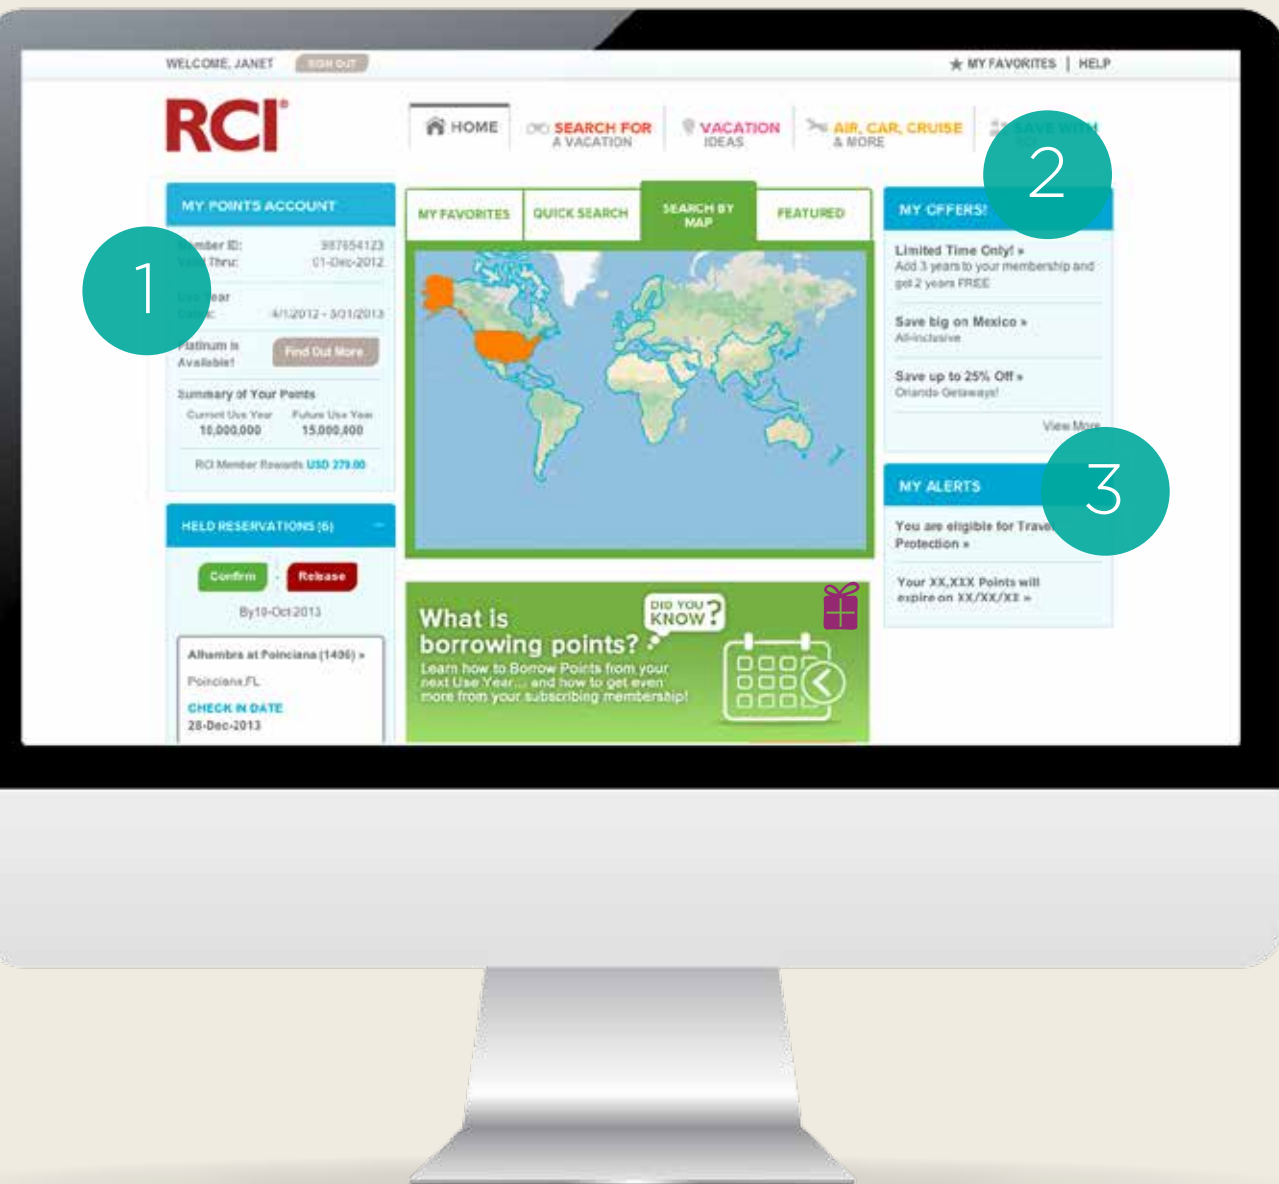 WELCOME, JANET
SIGN OUT
★ MY FAVORITES | HELP
RCI®
HOME
SEARCH FOR
A VACATION
VACATION
IDEAS
AIR, CAR, CRUISE
& MORE
SAVE WITH
2
MY POINTS ACCOUNT
Member ID: 987654123
Thru: 01-Dec-2012
1
Year
4/1/2012 - 3/31/2013
Platinum is
Available!
Find Out More
Summary of Your Points
Current Use Year Future Use Year
10,000,000 15,000,000
RCI Member Rewards USD 279.00
HELD RESERVATIONS (6) –
Confirm
Release
By 19-Oct-2013
Alhambra at Poinciana (1496) »
Poinciana, FL
CHECK IN DATE
28-Dec-2013
MY FAVORITES
QUICK SEARCH
SEARCH BY
MAP
FEATURED
What is
borrowing points?
DID YOU
KNOW?
Learn how to Borrow Points from your
next Use Year... and how to get even
more from your subscribing membership!
MY OFFERS!
Limited Time Only! »
Add 3 years to your membership and
get 2 years FREE
Save big on Mexico »
All-inclusive
Save up to 25% Off »
Orlando Getaways!
View More
3
MY ALERTS
You are eligible for Travel
Protection »
Your XX,XXX Points will
expire on XX/XX/XX »